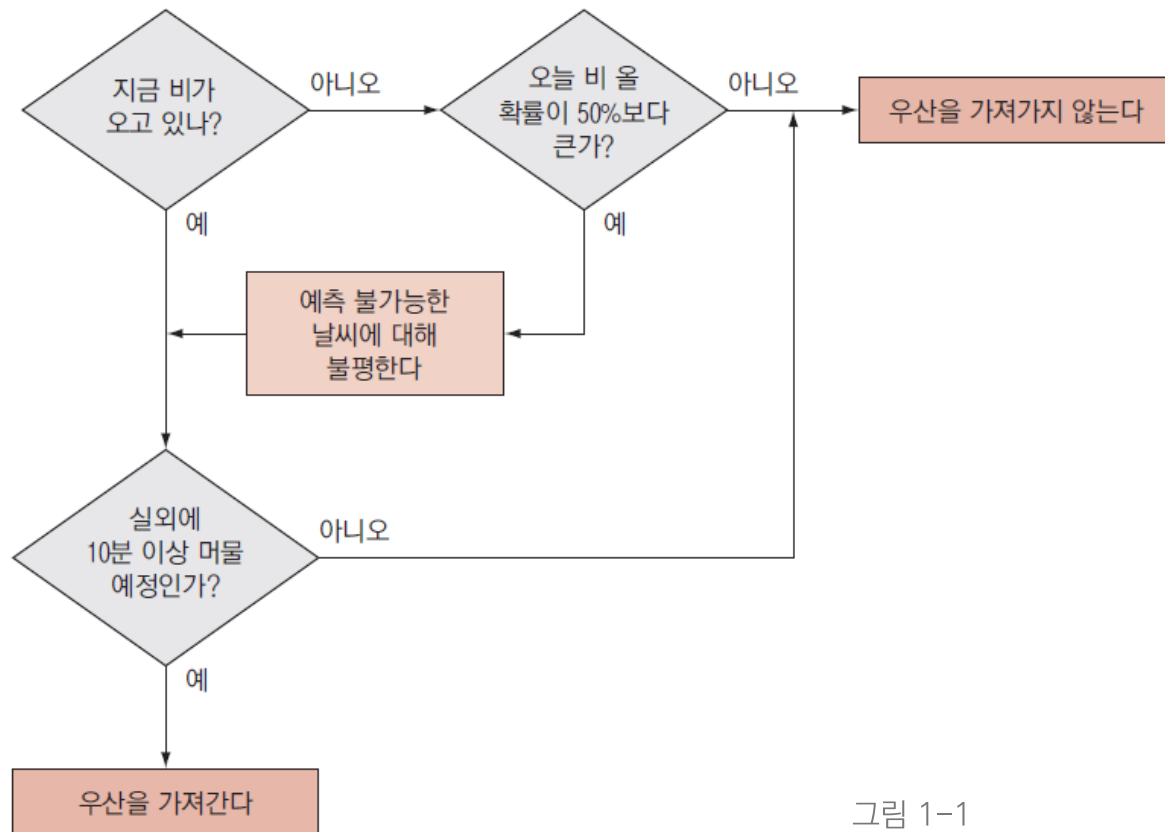 지금 비가
오고 있나?
아니오
오늘 비 올
확률이 50%보다
큰가?
아니오
우산을 가져가지 않는다
예
예
예측 불가능한
날씨에 대해
불평한다
실외에
10분 이상 머물
예정인가?
아니오
예
우산을 가져간다
그림 1-1